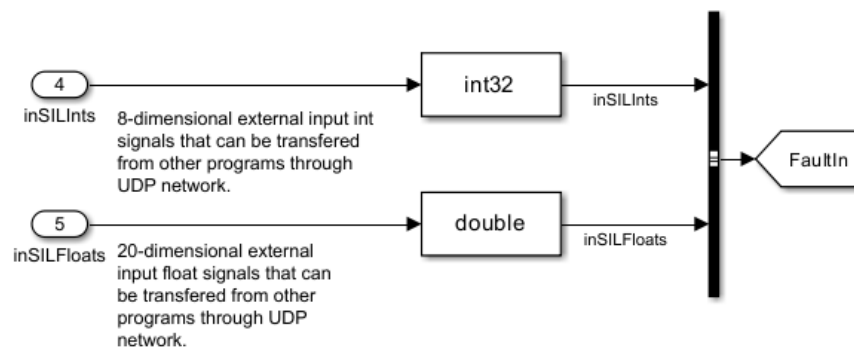 4
inSILInts
8-dimensional external input int
signals that can be transfered
from other programs through
UDP network.
int32
inSILInts
5
inSILFloats
20-dimensional external
input float signals that can
be transfered from other
programs through UDP
network.
double
inSILFloats
FaultIn